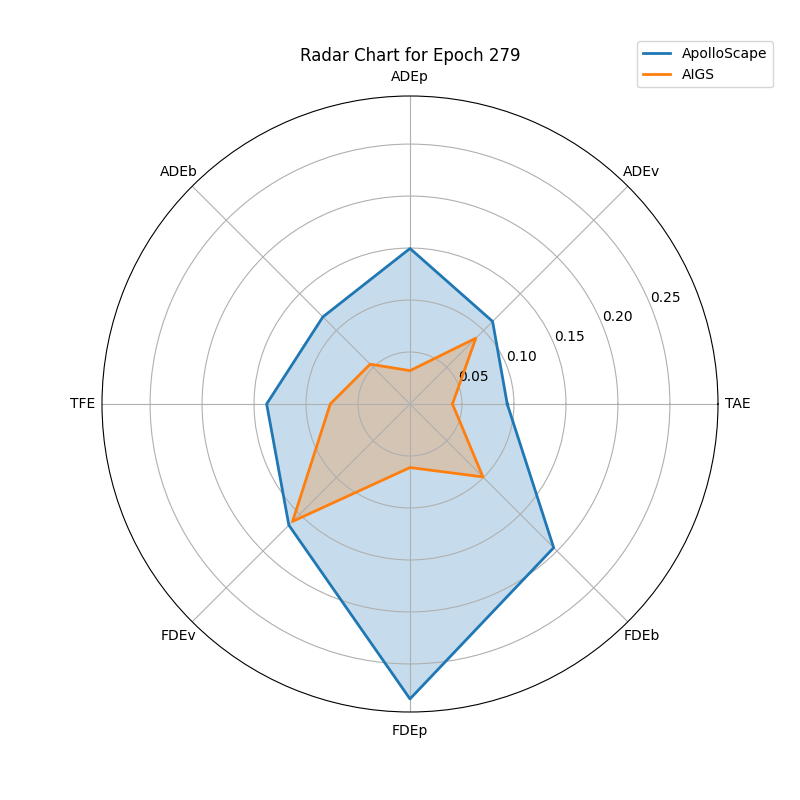 Radar Chart for Epoch 279
ApolloScape
AIGS
ADEp
ADEb
ADEv
0.25
0.20
0.15
0.10
0.05
TFE
TAE
FDEv
FDEb
FDEp